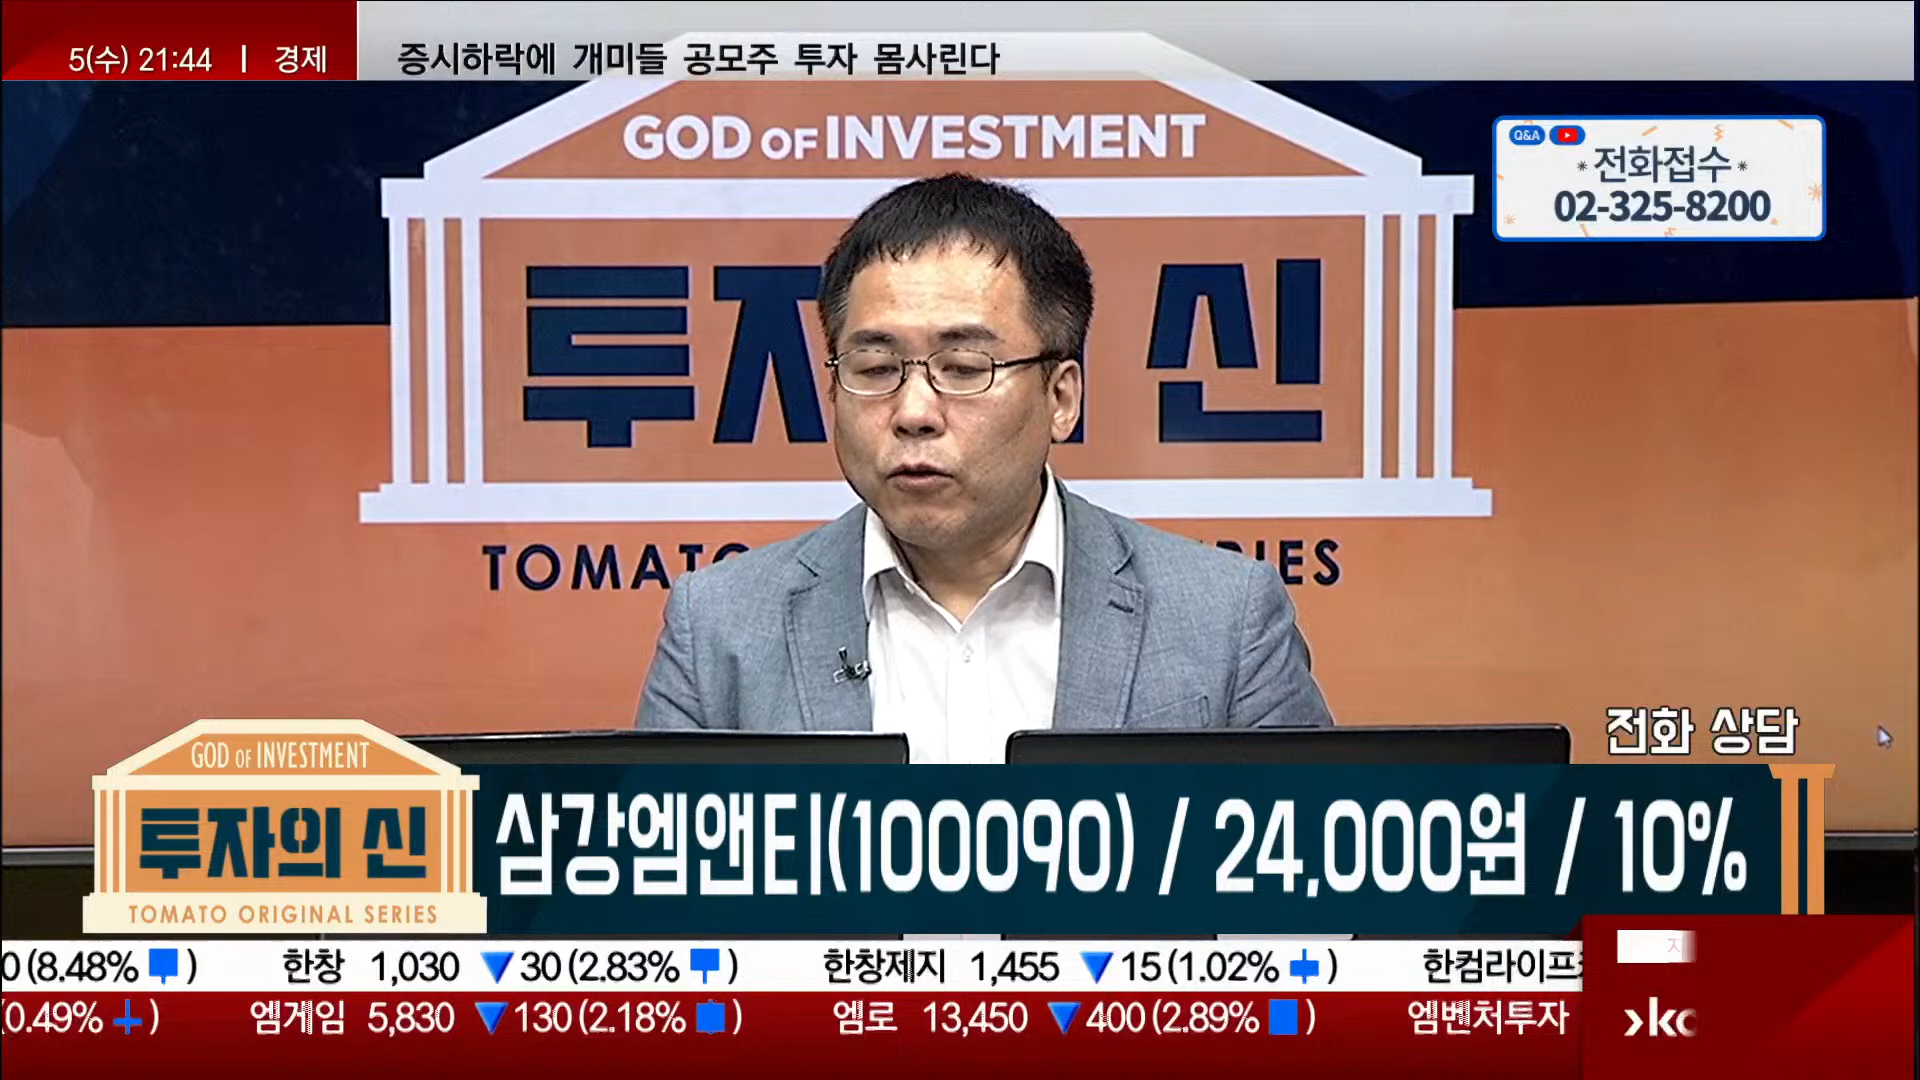 5(수) 21:44 | 경제
증시하락에 개미들 공모주 투자 몸사린다
GOD OF INVESTMENT
Q&A
전화접수
02-325-8200
신
전화 상담
GOD OF INVESTMENT
투자의 신
TOMATO ORIGINAL SERIES
삼강엠앤티(100090) / 24,000원 / 10%
0 (8.48% ) 한창 1,030 ▼ 30 (2.83% ) 한창제지 1,455 ▼ 15 (1.02% ) 한컴라이프
0.49% ) 엠게임 5,830 ▼ 130 (2.18% ) 엠로 13,450 ▼ 400 (2.89% ) 엠벤처투자